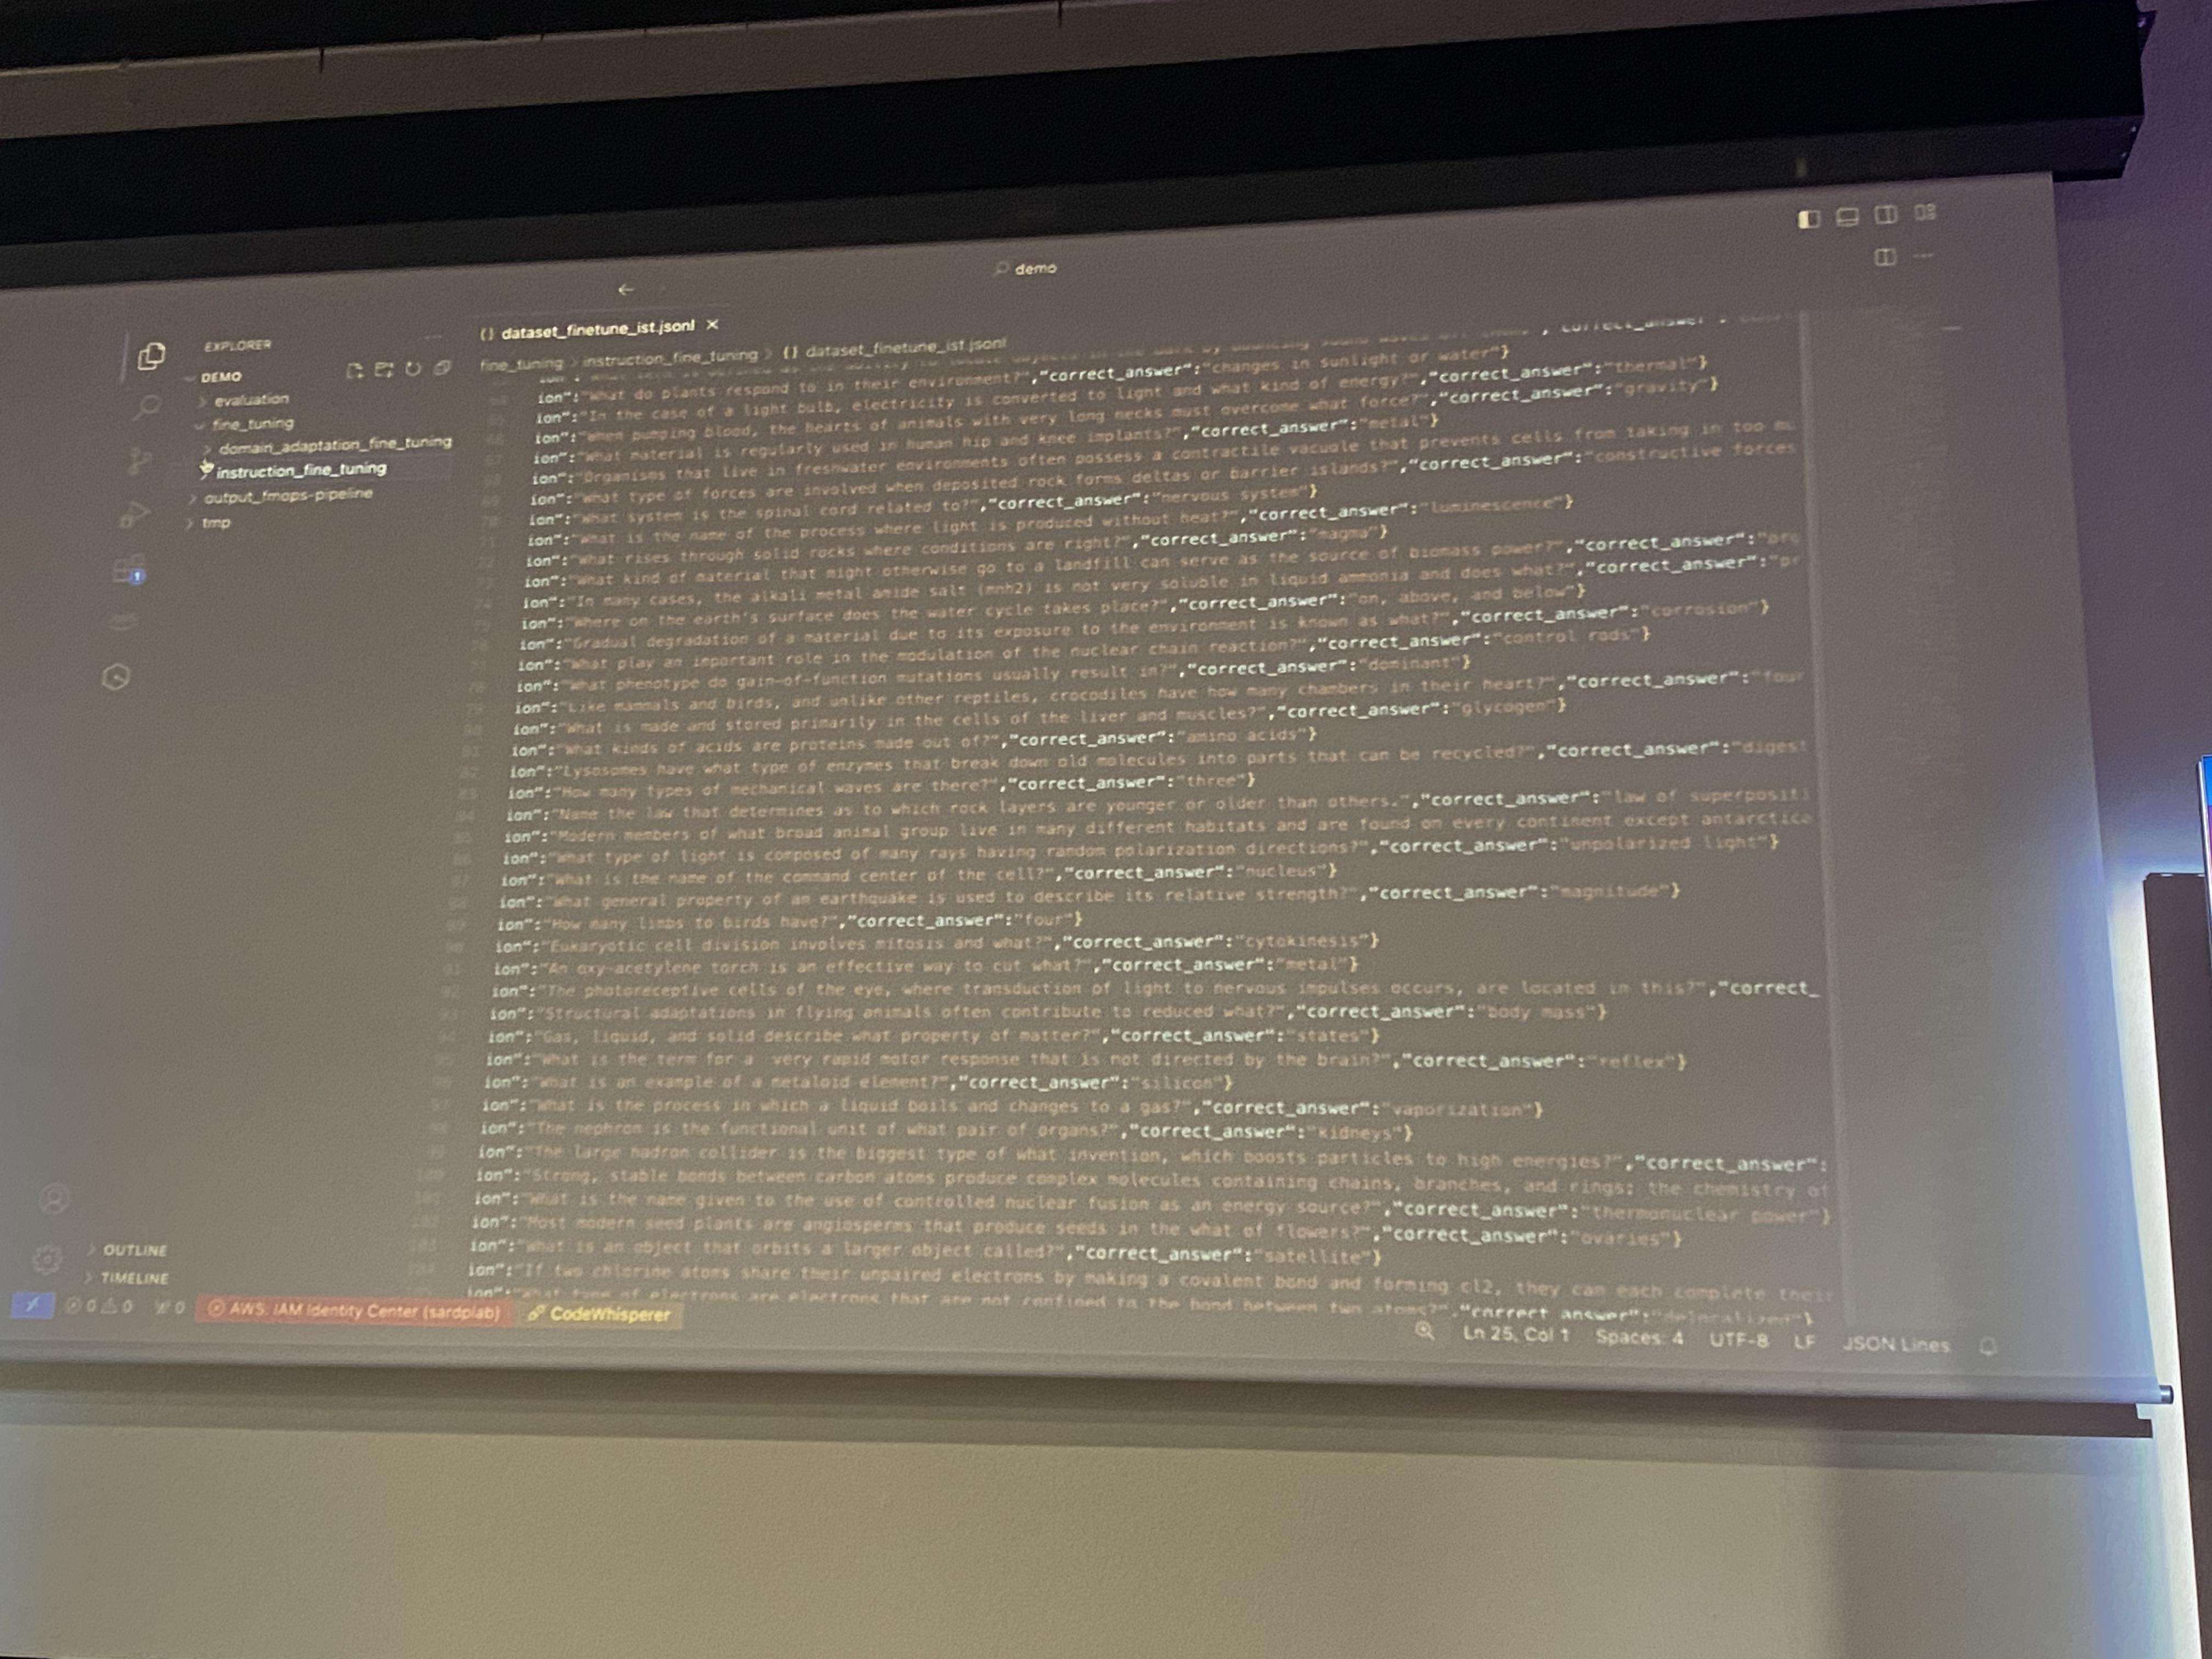 demo
EXPLORER
{} dataset_finetune_ist.jsonl ×
fine_tuning > instruction_fine_tuning > {} dataset_finetune_ist.jsonl
DEMO
> evaluation
fine_tuning
> domain_adaptation_fine_tuning
instruction_fine_tuning
> output_fmops-pipeline
> tmp
ion":"What do plants respond to in their environment?","correct_answer":"changes in sunlight or water"}
ion":"In the case of a light bulb, electricity is converted to light and what kind of energy?","correct_answer":"thermal"}
ion":"When pumping blood, the hearts of animals with very long necks must overcome what force?","correct_answer":"gravity"}
ion":"What material is regularly used in human hip and knee implants?","correct_answer":"metal"}
ion":"Organisms that live in freshwater environments often possess a contractile vacuole that prevents cells from taking in too mu
ion":"What type of forces are involved when deposited rock forms deltas or barrier islands?","correct_answer":"constructive forces
ion":"What system is the spinal cord related to?","correct_answer":"nervous system"}
ion":"What is the name of the process where light is produced without heat?","correct_answer":"luminescence"}
ion":"What rises through solid rocks where conditions are right?","correct_answer":"magma"}
ion":"What kind of material that might otherwise go to a landfill can serve as the source of biomass power?","correct_answer":"org
ion":"In many cases, the alkali metal amide salt (mnh2) is not very soluble in liquid ammonia and does what?","correct_answer":"pr
ion":"Where on the earth's surface does the water cycle takes place?","correct_answer":"on, above, and below"}
ion":"Gradual degradation of a material due to its exposure to the environment is known as what?","correct_answer":"corrosion"}
ion":"What play an important role in the modulation of the nuclear chain reaction?","correct_answer":"control rods"}
ion":"What phenotype do gain-of-function mutations usually result in?","correct_answer":"dominant"}
ion":"Like mammals and birds, and unlike other reptiles, crocodiles have how many chambers in their heart?","correct_answer":"four
ion":"What is made and stored primarily in the cells of the liver and muscles?","correct_answer":"glycogen"}
ion":"What kinds of acids are proteins made out of?","correct_answer":"amino acids"}
ion":"Lysosomes have what type of enzymes that break down old molecules into parts that can be recycled?","correct_answer":"digest
ion":"How many types of mechanical waves are there?","correct_answer":"three"}
ion":"Name the law that determines as to which rock layers are younger or older than others.","correct_answer":"law of superpositi
ion":"Modern members of what broad animal group live in many different habitats and are found on every continent except antarctica
ion":"What type of light is composed of many rays having random polarization directions?","correct_answer":"unpolarized light"}
ion":"What is the name of the command center of the cell?","correct_answer":"nucleus"}
ion":"What general property of an earthquake is used to describe its relative strength?","correct_answer":"magnitude"}
ion":"How many limbs to birds have?","correct_answer":"four"}
ion":"Eukaryotic cell division involves mitosis and what?","correct_answer":"cytokinesis"}
ion":"An oxy-acetylene torch is an effective way to cut what?","correct_answer":"metal"}
ion":"The photoreceptive cells of the eye, where transduction of light to nervous impulses occurs, are located in this?","correct_
ion":"Structural adaptations in flying animals often contribute to reduced what?","correct_answer":"body mass"}
ion":"Gas, liquid, and solid describe what property of matter?","correct_answer":"states"}
ion":"What is the term for a  very rapid motor response that is not directed by the brain?","correct_answer":"reflex"}
ion":"What is an example of a metaloid element?","correct_answer":"silicon"}
ion":"What is the process in which a liquid boils and changes to a gas?","correct_answer":"vaporization"}
ion":"The nephron is the functional unit of what pair of organs?","correct_answer":"kidneys"}
ion":"The large hadron collider is the biggest type of what invention, which boosts particles to high energies?","correct_answer":
ion":"Strong, stable bonds between carbon atoms produce complex molecules containing chains, branches, and rings; the chemistry of
ion":"What is the name given to the use of controlled nuclear fusion as an energy source?","correct_answer":"thermonuclear power"}
ion":"Most modern seed plants are angiosperms that produce seeds in the what of flowers?","correct_answer":"ovaries"}
ion":"What is an object that orbits a larger object called?","correct_answer":"satellite"}
ion":"If two chlorine atoms share their unpaired electrons by making a covalent bond and forming cl2, they can each complete their
ion":"What type of electrons are electrons that are not confined to the bond between two atoms?","correct_answer":"delocalized"}
> OUTLINE
> TIMELINE
0 0 0 AWS: IAM Identity Center (sardplab) CodeWhisperer
Ln 25, Col 1 Spaces: 4 UTF-8 LF JSON Lines